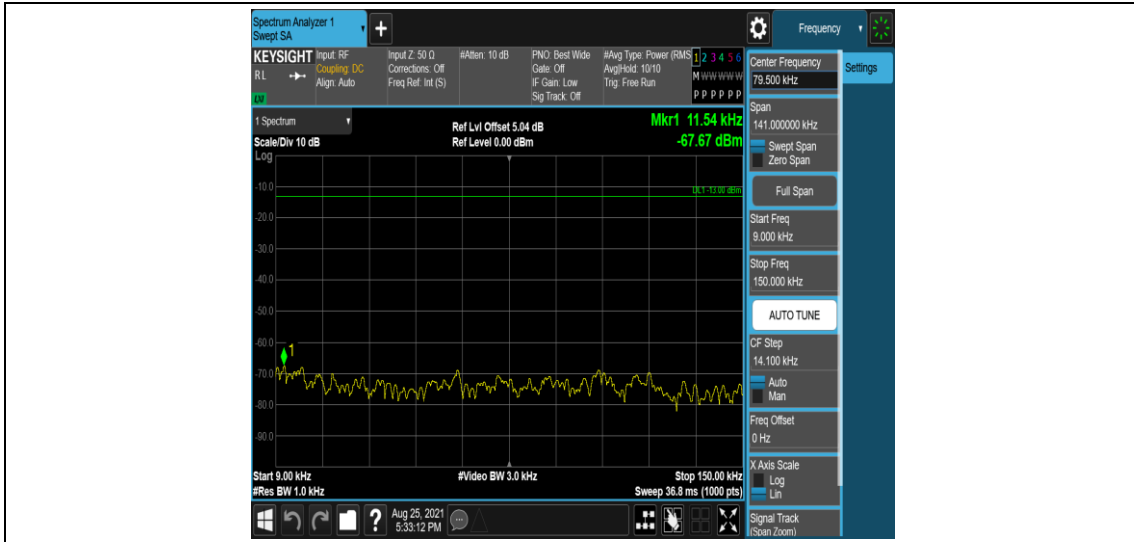 Spectrum Analyzer 1
Swept SA
+
Frequency
KEYSIGHT
RL
LXI
Input: RF
Coupling: DC
Align: Auto
Input Z: 50 Ω
Corrections: Off
Freq Ref: Int (S)
#Atten: 10 dB
PNO: Best Wide
Gate: Off
IF Gain: Low
Sig Track: Off
#Avg Type: Power (RMS
Avg|Hold: 10/10
Trig: Free Run
1 2 3 4 5 6
M W W W W W
P P P P P P
1 Spectrum
Scale/Div 10 dB
Log
Ref Lvl Offset 5.04 dB
Ref Level 0.00 dBm
Mkr1 11.54 kHz
-67.67 dBm
DL1 -13.00 dBm
-10.0
-20.0
-30.0
-40.0
-50.0
-60.0
1
-70.0
-80.0
-90.0
Start 9.00 kHz
#Video BW 3.0 kHz
Stop 150.00 kHz
#Res BW 1.0 kHz
Sweep 36.8 ms (1000 pts)
Center Frequency
79.500 kHz
Settings
Span
141.000000 kHz
Swept Span
Zero Span
Full Span
Start Freq
9.000 kHz
Stop Freq
150.000 kHz
AUTO TUNE
CF Step
14.100 kHz
Auto
Man
Freq Offset
0 Hz
X Axis Scale
Log
Lin
Signal Track
(Span Zoom)
?
Aug 25, 2021
5:33:12 PM